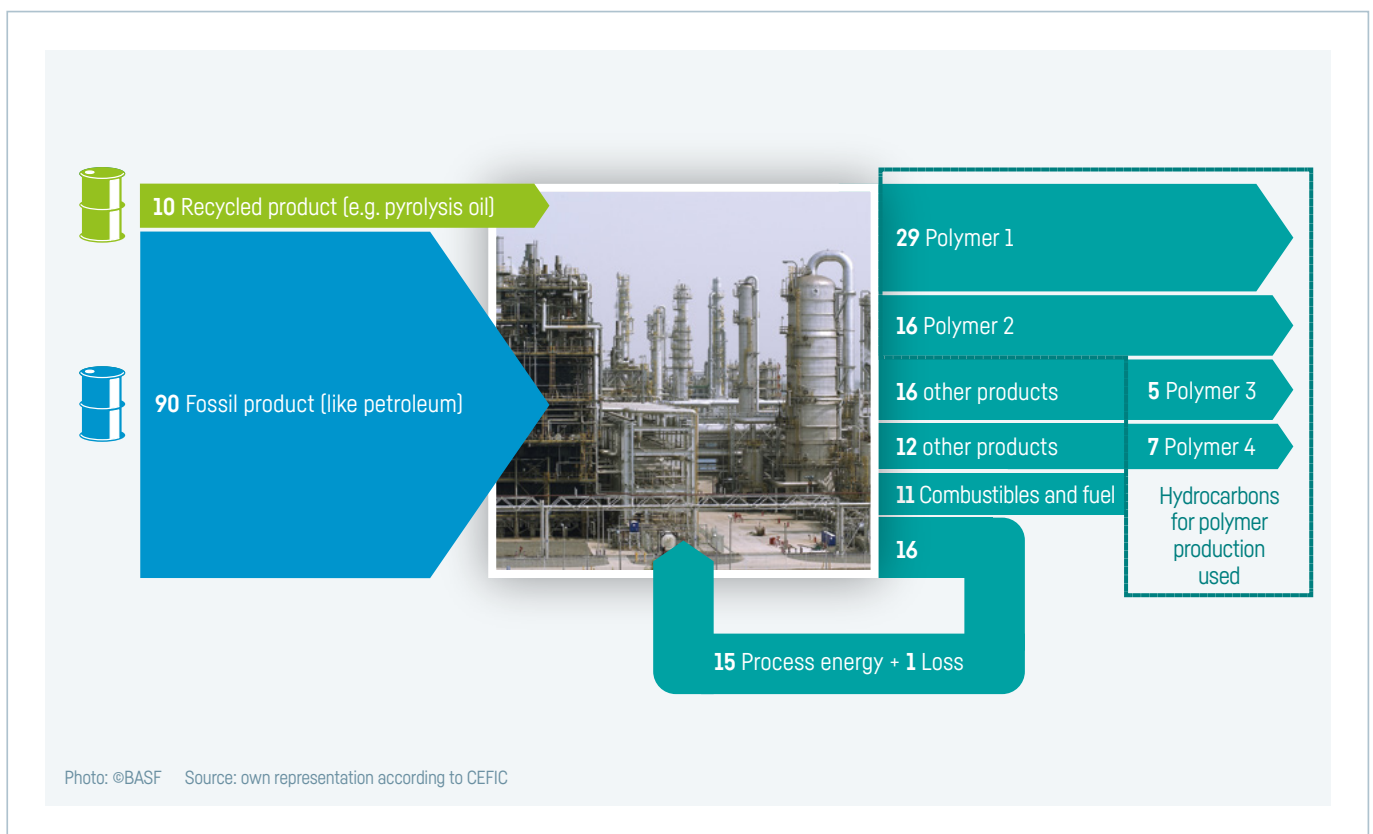 10 Recycled product (e.g. pyrolysis oil)
90 Fossil product (like petroleum)
29 Polymer 1
16 Polymer 2
16 other products
5 Polymer 3
12 other products
7 Polymer 4
11 Combustibles and fuel
Hydrocarbons
for polymer
production
used
16
15 Process energy + 1 Loss
Photo: ©BASF Source: own representation according to CEFIC